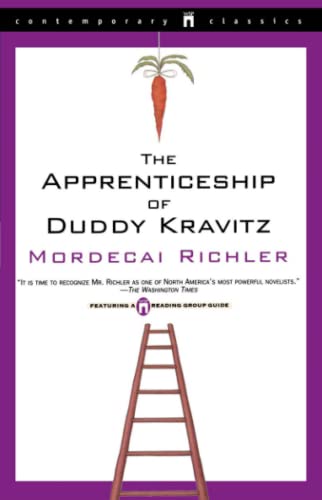 contemporary classics
THE
APPRENTICESHIP
OF
DUDDY KRAVITZ
MORDECAI RICHLER
"IT IS TIME TO RECOGNIZE MR. RICHLER AS ONE OF NORTH AMERICA'S MOST POWERFUL NOVELISTS."
—THE WASHINGTON TIMES
FEATURING A READING GROUP GUIDE